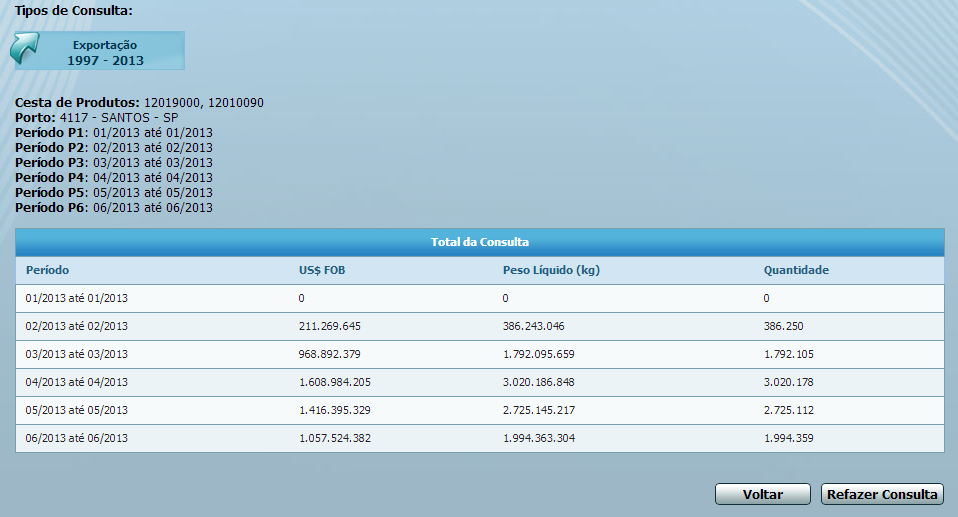 Tipos de Consulta:
Exportação
1997 - 2013
Cesta de Produtos: 12019000, 12010090
Porto: 4117 - SANTOS - SP
Período P1: 01/2013 até 01/2013
Período P2: 02/2013 até 02/2013
Período P3: 03/2013 até 03/2013
Período P4: 04/2013 até 04/2013
Período P5: 05/2013 até 05/2013
Período P6: 06/2013 até 06/2013
Total da Consulta
Período US$ FOB Peso Líquido (kg) Quantidade
01/2013 até 01/2013 0 0 0
02/2013 até 02/2013 211.269.645 386.243.046 386.250
03/2013 até 03/2013 968.892.379 1.792.095.659 1.792.105
04/2013 até 04/2013 1.608.984.205 3.020.186.848 3.020.178
05/2013 até 05/2013 1.416.395.329 2.725.145.217 2.725.112
06/2013 até 06/2013 1.057.524.382 1.994.363.304 1.994.359
Voltar Refazer Consulta